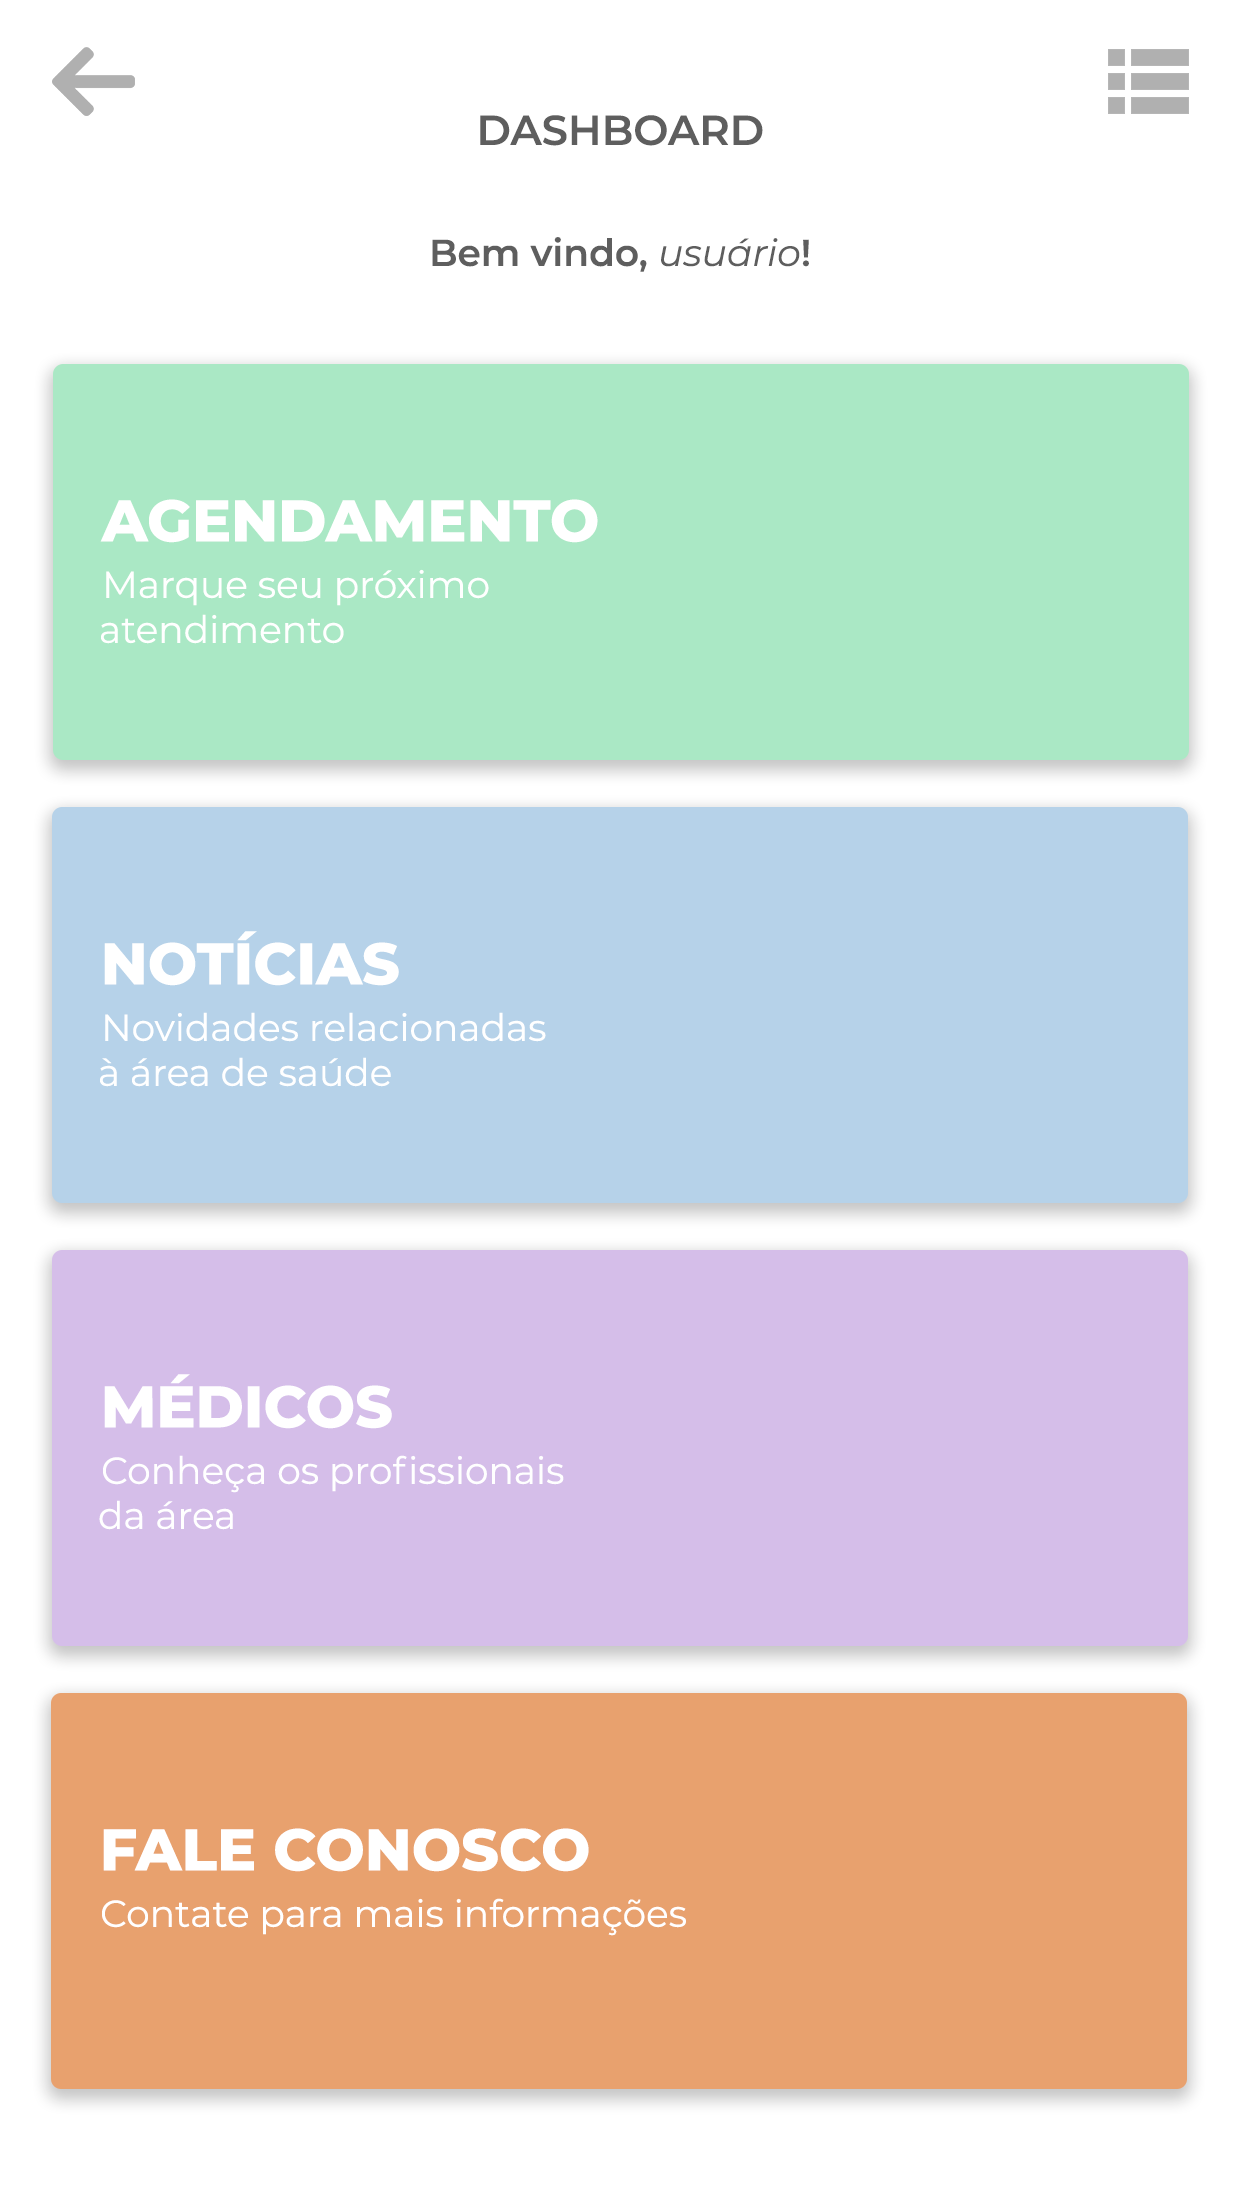 DASHBOARD
Bem vindo, usuário!
AGENDAMENTO
Marque seu próximo
atendimento
NOTÍCIAS
Novidades relacionadas
à área de saúde
MÉDICOS
Conheça os profissionais
da área
FALE CONOSCO
Contate para mais informações